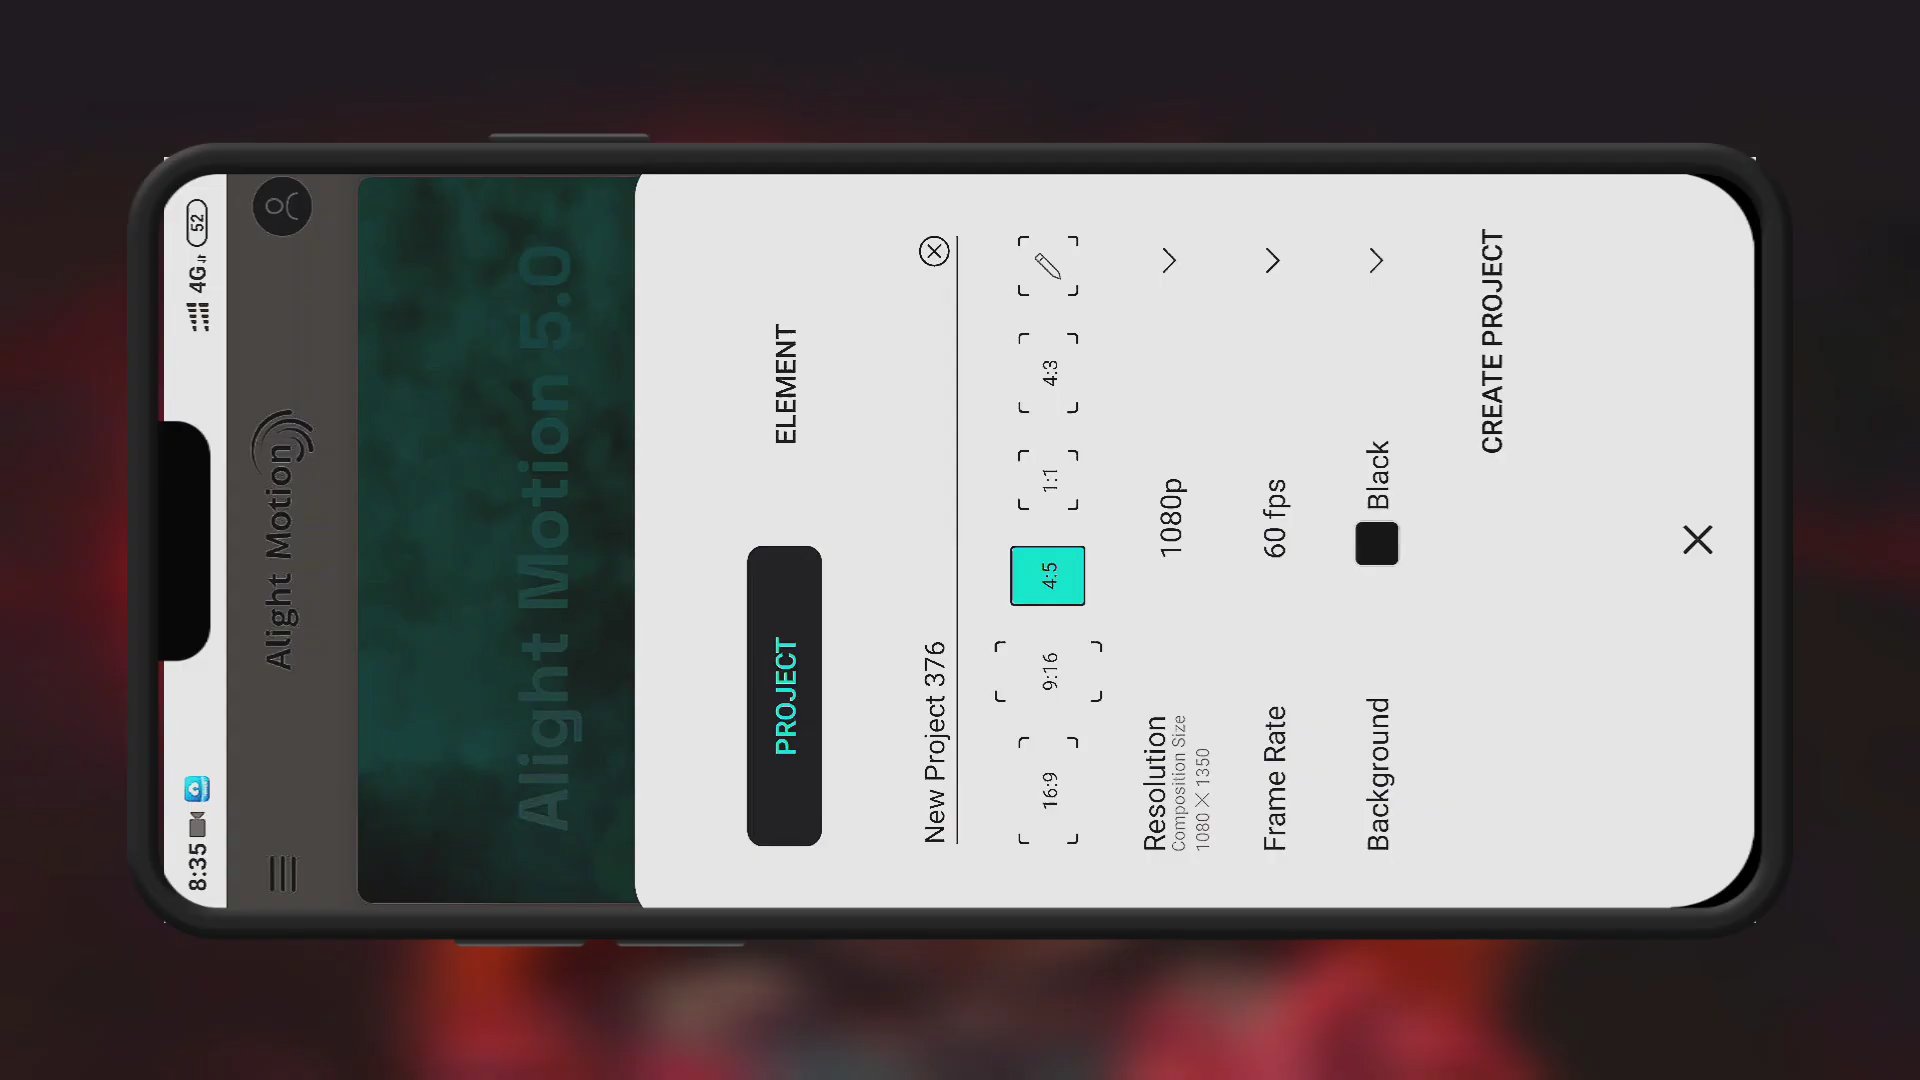 8:35
4G
52
Alight Motion
Alight Motion 5.0
PROJECT
ELEMENT
New Project 376
16:9
9:16
4:5
1:1
4:3
Resolution
Composition Size
1080 X 1350
1080p
Frame Rate
60 fps
Background
Black
CREATE PROJECT